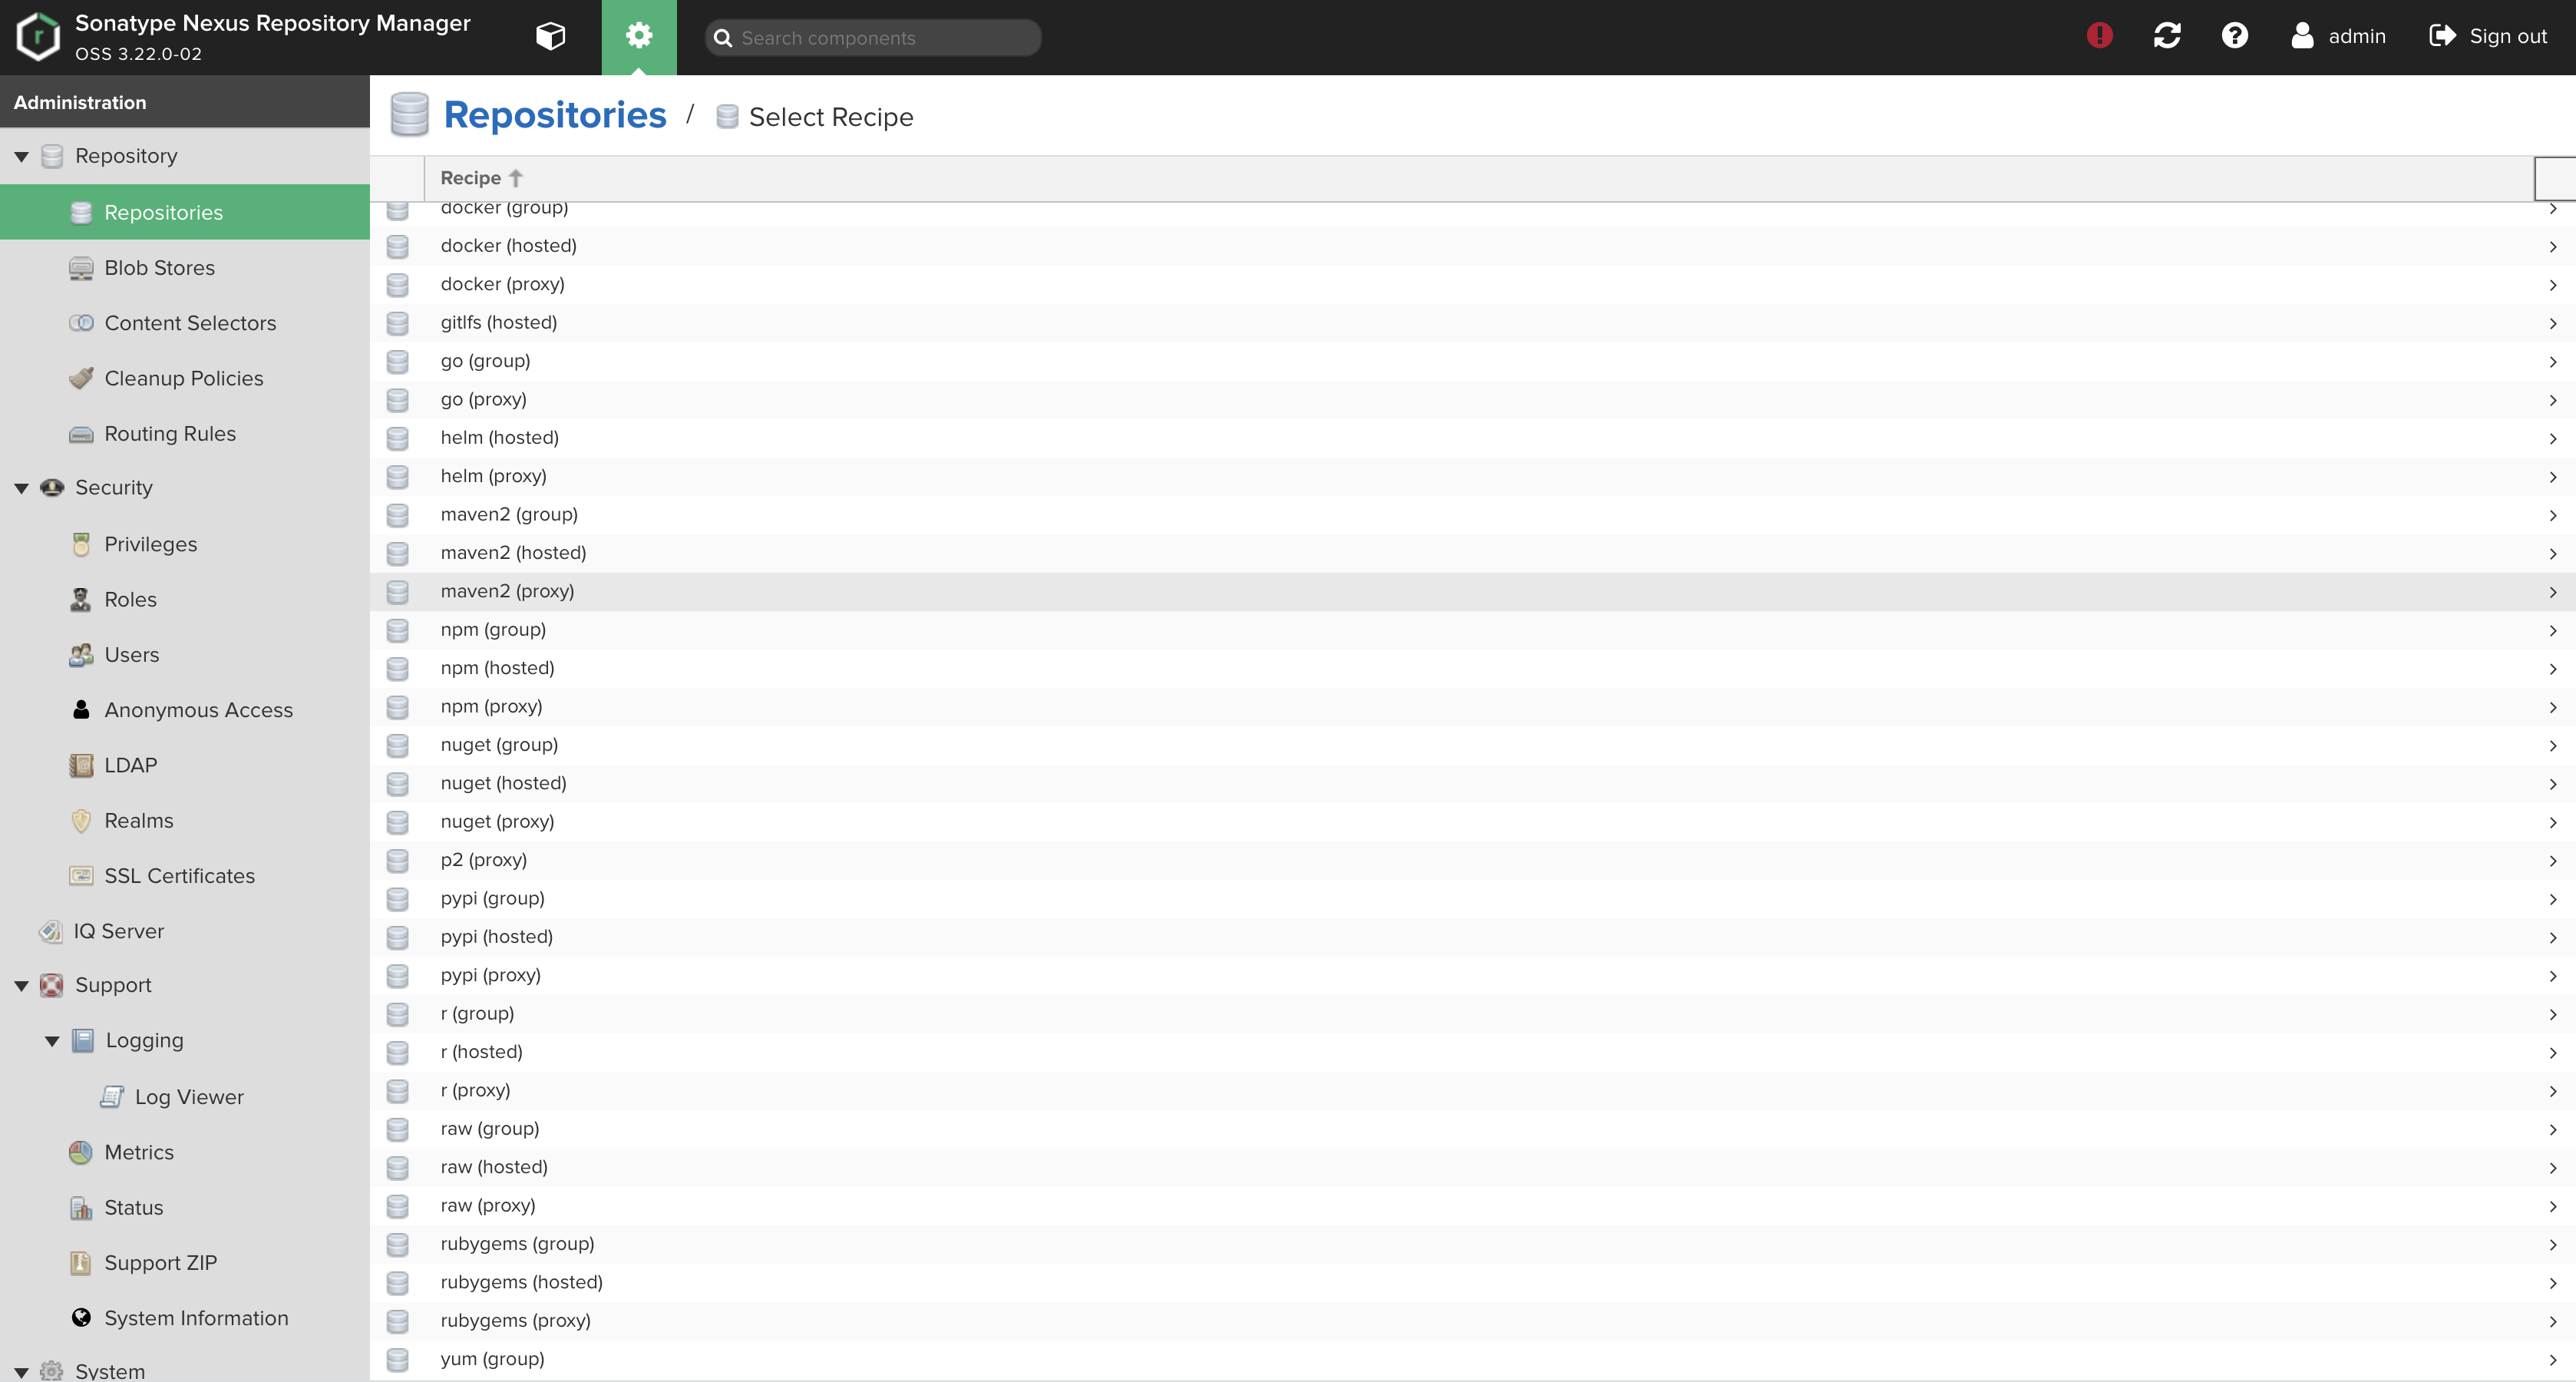 Sonatype Nexus Repository Manager
OSS 3.22.0-02
Search components
admin
Sign out
Administration
Repository
Repositories
Blob Stores
Content Selectors
Cleanup Policies
Routing Rules
Security
Privileges
Roles
Users
Anonymous Access
LDAP
Realms
SSL Certificates
IQ Server
Support
Logging
Log Viewer
Metrics
Status
Support ZIP
System Information
System
Repositories / Select Recipe
Recipe
docker (group)
docker (hosted)
docker (proxy)
gitlfs (hosted)
go (group)
go (proxy)
helm (hosted)
helm (proxy)
maven2 (group)
maven2 (hosted)
maven2 (proxy)
npm (group)
npm (hosted)
npm (proxy)
nuget (group)
nuget (hosted)
nuget (proxy)
p2 (proxy)
pypi (group)
pypi (hosted)
pypi (proxy)
r (group)
r (hosted)
r (proxy)
raw (group)
raw (hosted)
raw (proxy)
rubygems (group)
rubygems (hosted)
rubygems (proxy)
yum (group)